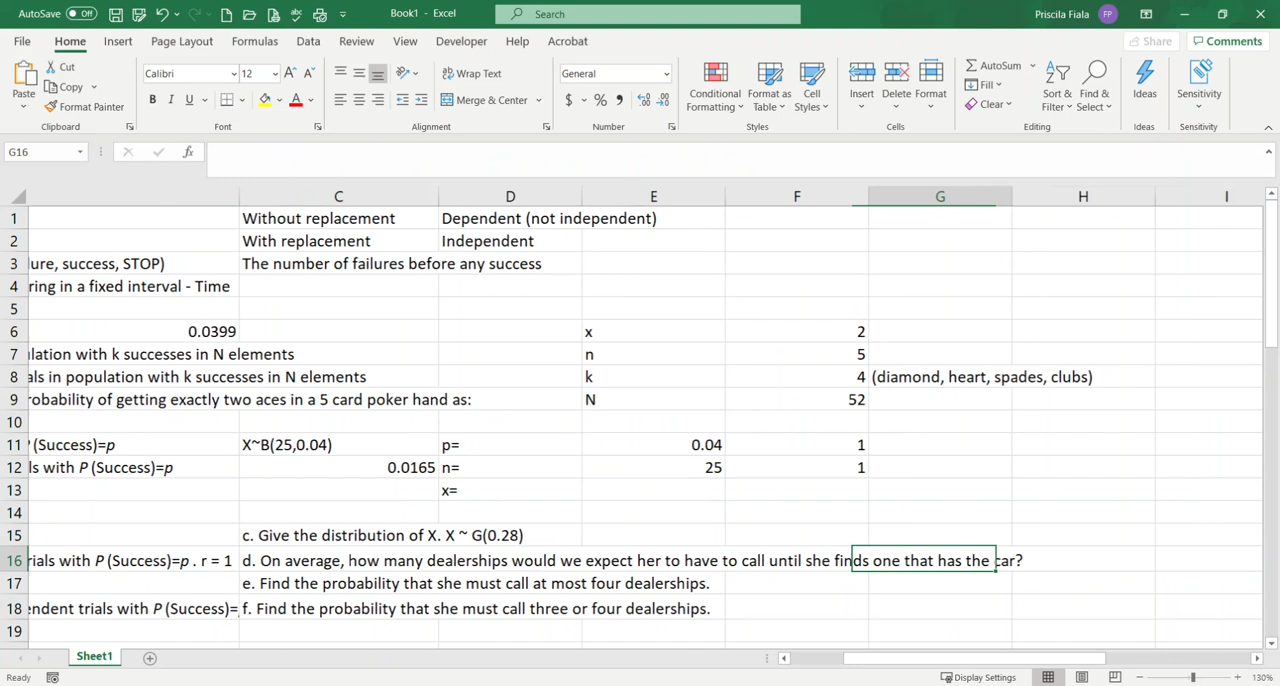 AutoSave Off Book1 - Excel Search Priscila Fiala FP
File Home Insert Page Layout Formulas Data Review View Developer Help Acrobat Share Comments
Paste Cut Copy Format Painter
Calibri 12
B I U A
Wrap Text
Merge & Center
General
$ % 9
Conditional Formatting Format as Table Cell Styles
Insert Delete Format
AutoSum Fill Clear
Sort & Filter Find & Select
Ideas Sensitivity
Clipboard Font Alignment Number Styles Cells Editing Ideas Sensitivity
G16 fx
C D E F G H I
1 Without replacement Dependent (not independent)
2 With replacement Independent
3 lure, success, STOP) The number of failures before any success
4 ring in a fixed interval - Time
5
6 0.0399 x 2
7 lation with k successes in N elements n 5
8 als in population with k successes in N elements k 4 (diamond, heart, spades, clubs)
9 robability of getting exactly two aces in a 5 card poker hand as: N 52
10
11 P (Success)=p X~B(25,0.04) p= 0.04 1
12 ls with P (Success)=p 0.0165 n= 25 1
13 x=
14
15 c. Give the distribution of X. X ~ G(0.28)
16 rials with P (Success)=p . r = 1 d. On average, how many dealerships would we expect her to have to call until she finds one that has the car?
17 e. Find the probability that she must call at most four dealerships.
18 endent trials with P (Success)= f. Find the probability that she must call three or four dealerships.
19
Sheet1
Ready Display Settings 130%